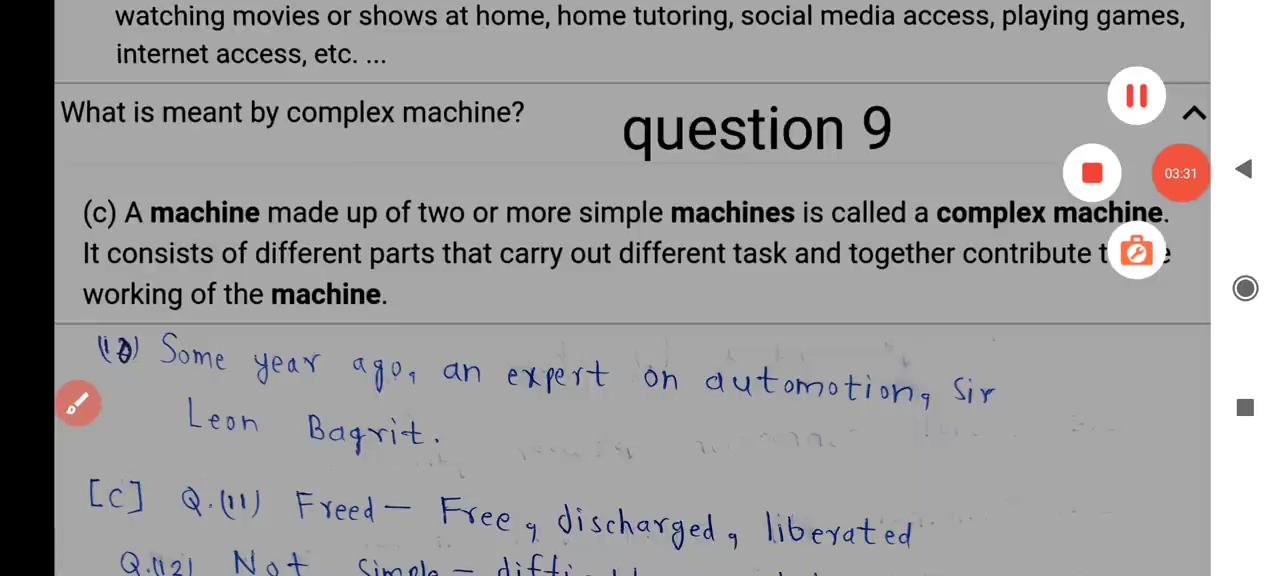 watching movies or shows at home, home tutoring, social media access, playing games,
internet access, etc. ...
What is meant by complex machine?
question 9
03:31
(c) A machine made up of two or more simple machines is called a complex machine.
It consists of different parts that carry out different task and together contribute
working of the machine.
(10) Some year ago, an expert on automotion, Sir
Leon Bagrit.
[C] Q.(11) Freed - Free, discharged, liberated
Q.(12) Not simple -